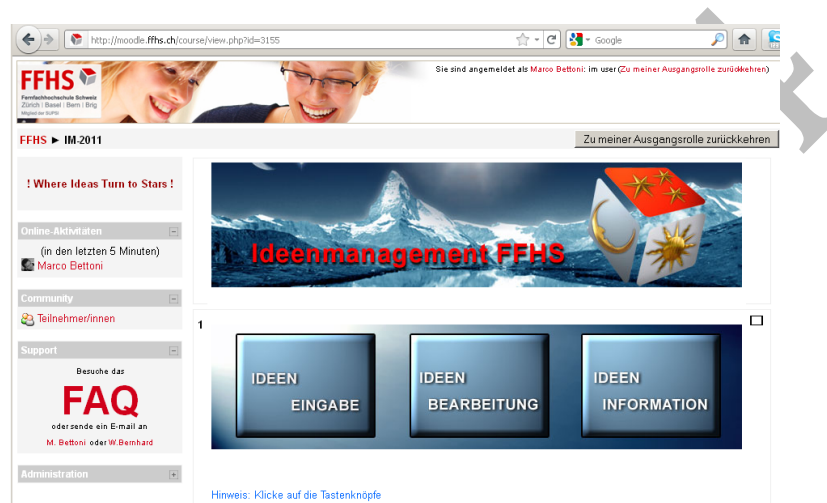 http://moodle.ffhs.ch/course/view.php?id=3155
Google
FFHS
Fernfachhochschule Schweiz
Zürich | Basel | Bern | Brig
Mitglied der SUPSI
Sie sind angemeldet als Marco Bettoni: im user (Zu meiner Ausgangsrolle zurückkehren)
FFHS ► IM-2011
Zu meiner Ausgangsrolle zurückkehren
! Where Ideas Turn to Stars !
Ideenmanagement FFHS
Online-Aktivitäten
(in den letzten 5 Minuten)
Marco Bettoni
Community
Teilnehmer/innen
Support
Besuche das
FAQ
oder sende ein E-mail an
M. Bettoni oder W.Bernhard
Administration
1
IDEEN
EINGABE
IDEEN
BEARBEITUNG
IDEEN
INFORMATION
Hinweis: Klicke auf die Tastenknöpfe